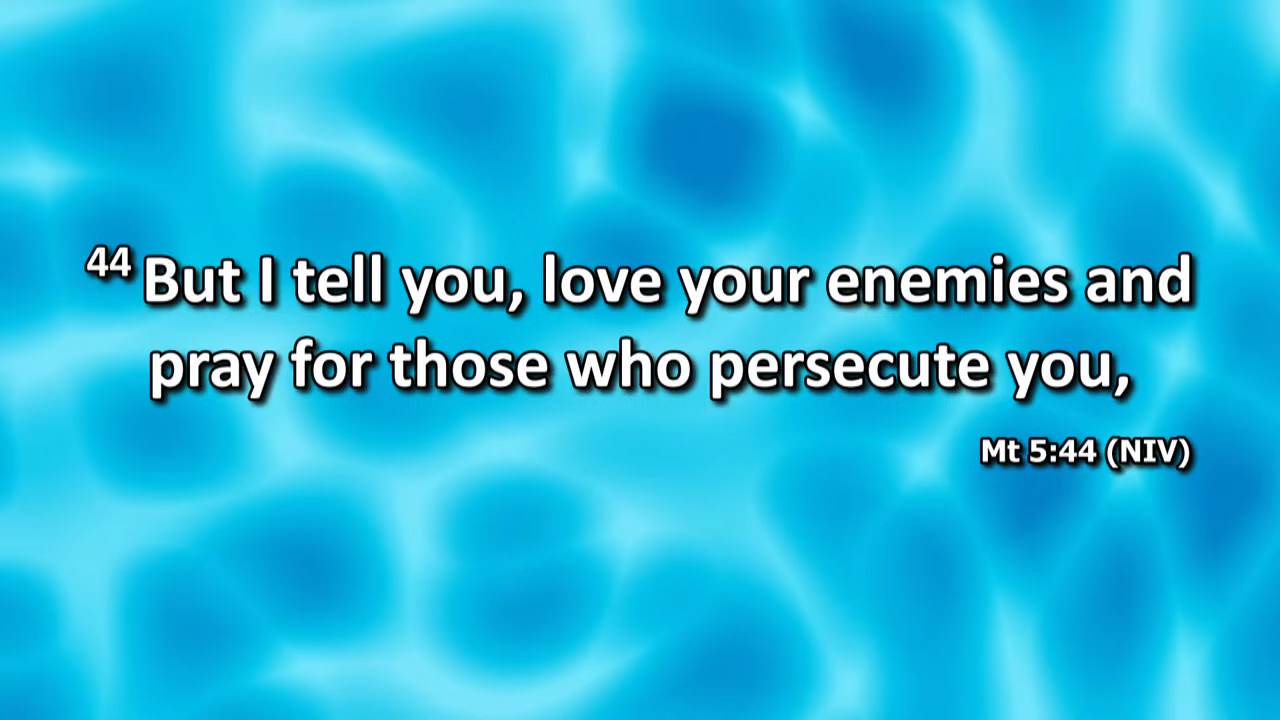 44 But I tell you, love your enemies and
pray for those who persecute you,
Mt 5:44 (NIV)